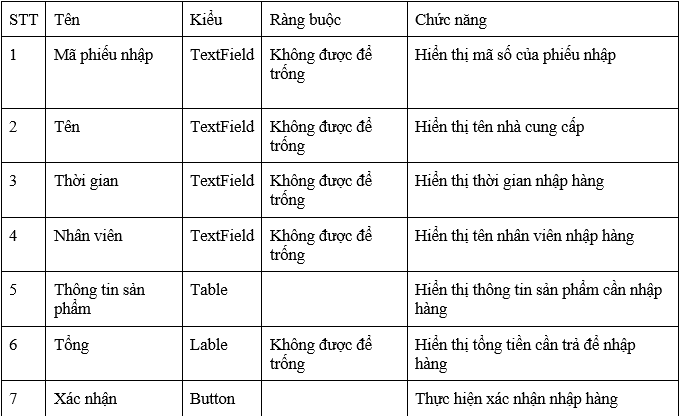 STT Tên Kiểu Ràng buộc Chức năng
1 Mã phiếu nhập TextField Không được để Hiển thị mã số của phiếu nhập
trống
2 Tên TextField Không được để Hiển thị tên nhà cung cấp
trống
3 Thời gian TextField Không được để Hiển thị thời gian nhập hàng
trống
4 Nhân viên TextField Không được để Hiển thị tên nhân viên nhập hàng
trống
5 Thông tin sản Table Hiển thị thông tin sản phẩm cần nhập
phẩm hàng
6 Tổng Lable Không được để Hiển thị tổng tiền cần trả để nhập
trống hàng
7 Xác nhận Button Thực hiện xác nhận nhập hàng